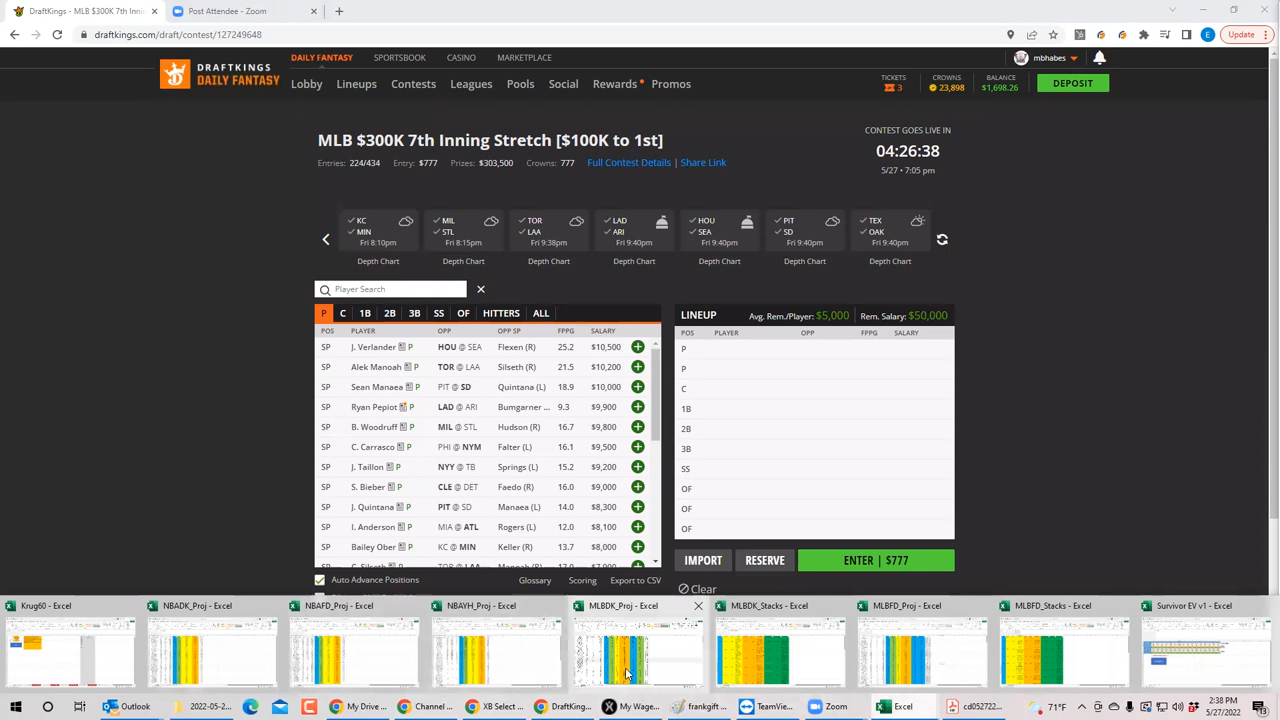 DraftKings - MLB $300K 7th Inning
Post Attendee - Zoom
draftkings.com/draft/contest/127249648
E
Update
DRAFTKINGS
DAILY FANTASY
DAILY FANTASY SPORTSBOOK CASINO MARKETPLACE
mbhabes
Lobby Lineups Contests Leagues Pools Social Rewards Promos
TICKETS 3
CROWNS 23,898
BALANCE $1,698.26
DEPOSIT
MLB $300K 7th Inning Stretch [$100K to 1st]
Entries: 224/434 Entry: $777 Prizes: $303,500 Crowns: 777 Full Contest Details | Share Link
CONTEST GOES LIVE IN
04:26:38
5/27 • 7:05 pm
KC MIN Fri 8:10pm Depth Chart
MIL STL Fri 8:15pm Depth Chart
TOR LAA Fri 9:38pm Depth Chart
LAD ARI Fri 9:40pm Depth Chart
HOU SEA Fri 9:40pm Depth Chart
PIT SD Fri 9:40pm Depth Chart
TEX OAK Fri 9:40pm Depth Chart
Player Search
P C 1B 2B 3B SS OF HITTERS ALL
POS PLAYER OPP OPP SP FPPG SALARY
SP J. Verlander P HOU @ SEA Flexen (R) 25.2 $10,500
SP Alek Manoah P TOR @ LAA Silseth (R) 21.5 $10,200
SP Sean Manaea P PIT @ SD Quintana (L) 18.9 $10,000
SP Ryan Pepiot P LAD @ ARI Bumgarner ... 9.3 $9,900
SP B. Woodruff P MIL @ STL Hudson (R) 16.7 $9,800
SP C. Carrasco P PHI @ NYM Falter (L) 16.1 $9,500
SP J. Taillon P NYY @ TB Springs (L) 15.2 $9,200
SP S. Bieber P CLE @ DET Faedo (R) 16.0 $9,000
SP J. Quintana P PIT @ SD Manaea (L) 14.0 $8,300
SP I. Anderson P MIA @ ATL Rogers (L) 12.0 $8,100
SP Bailey Ober P KC @ MIN Keller (R) 13.7 $8,000
LINEUP Avg. Rem./Player: $5,000 Rem. Salary: $50,000
POS PLAYER OPP FPPG SALARY
P
P
C
1B
2B
3B
SS
OF
OF
OF
IMPORT RESERVE ENTER | $777
Clear
Auto Advance Positions
Glossary Scoring Export to CSV
Krug60 - Excel
NBADK_Proj - Excel
NBAFD_Proj - Excel
NBAYH_Proj - Excel
MLBDK_Proj - Excel
MLBDK_Stacks - Excel
MLBFD_Proj - Excel
MLBFD_Stacks - Excel
Survivor EV v1 - Excel
Outlook
2022-05-2...
My Drive ...
Channel ...
XB Select ...
DraftKing...
My Wage...
frankgift ...
TeamView...
Zoom
Excel
cd052722...
71°F
2:38 PM
5/27/2022
13